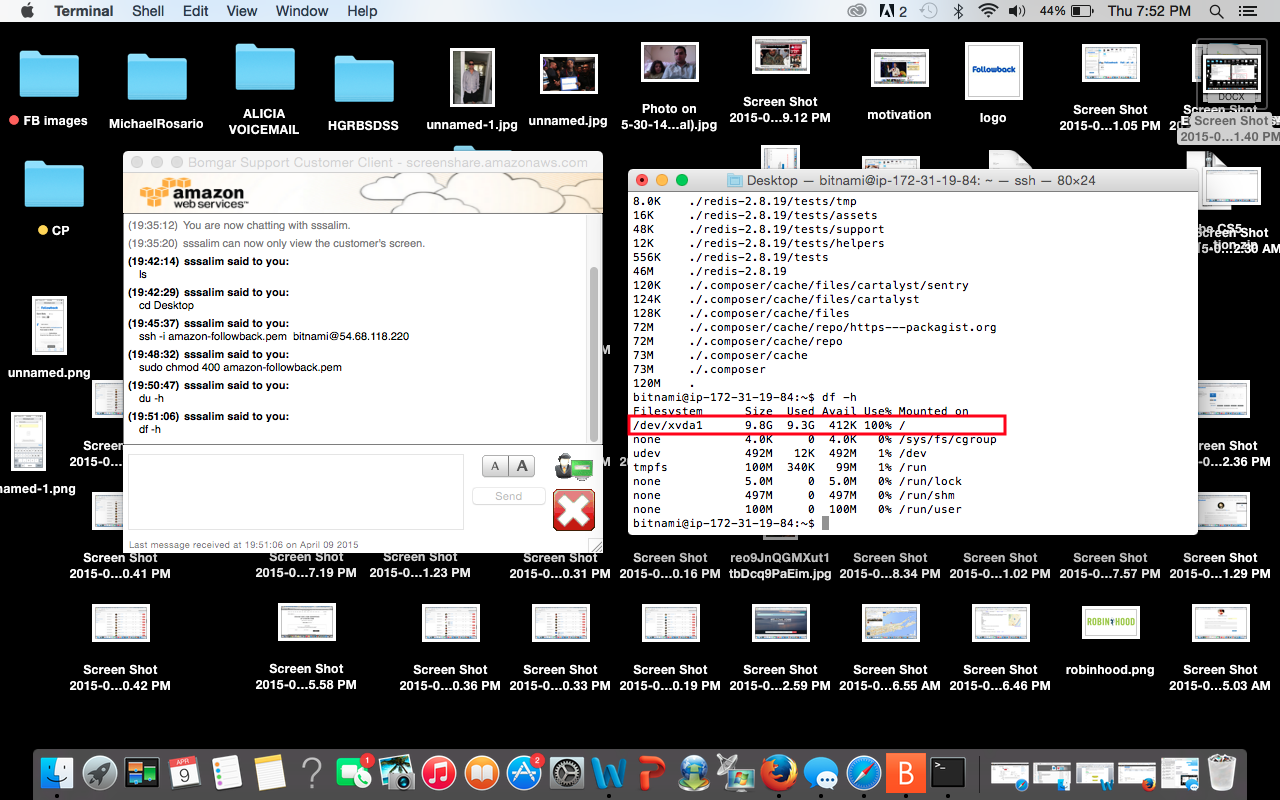 Terminal Shell Edit View Window Help
2 44% Thu 7:52 PM
FB images
MichaelRosario
ALICIA
VOICEMAIL
HGRBSDSS
unnamed-1.jpg
unnamed.jpg
Photo on
5-30-14...al).jpg
Screen Shot
2015-0...9.12 PM
motivation
Followback
logo
Screen Shot
2015-0...1.05 PM
DOCX
Screen Shot
2015-0...1.40 PM
CP
Bomgar Support Customer Client - screenshare.amazonaws.com
amazon
web services™
(19:35:12) You are now chatting with sssalim.
(19:35:20) sssalim can now only view the customer's screen.
(19:42:14) sssalim said to you:
ls
(19:42:29) sssalim said to you:
cd Desktop
(19:45:37) sssalim said to you:
ssh -i amazon-followback.pem bitnami@54.68.118.220
(19:48:32) sssalim said to you:
sudo chmod 400 amazon-followback.pem
(19:50:47) sssalim said to you:
du -h
(19:51:06) sssalim said to you:
df -h
A A
Send
Last message received at 19:51:06 on April 09 2015
Desktop — bitnami@ip-172-31-19-84: ~ — ssh — 80×24
8.0K ./redis-2.8.19/tests/tmp
16K ./redis-2.8.19/tests/assets
48K ./redis-2.8.19/tests/support
12K ./redis-2.8.19/tests/helpers
556K ./redis-2.8.19/tests
46M ./redis-2.8.19
120K ./.composer/cache/files/cartalyst/sentry
124K ./.composer/cache/files/cartalyst
128K ./.composer/cache/files
72M ./.composer/cache/repo/https---packagist.org
72M ./.composer/cache/repo
73M ./.composer/cache
73M ./.composer
120M .
bitnami@ip-172-31-19-84:~$ df -h
Filesystem Size Used Avail Use% Mounted on
/dev/xvda1 9.8G 9.3G 412K 100% /
none 4.0K 0 4.0K 0% /sys/fs/cgroup
udev 492M 12K 492M 1% /dev
tmpfs 100M 340K 99M 1% /run
none 5.0M 0 5.0M 0% /run/lock
none 497M 0 497M 0% /run/shm
none 100M 0 100M 0% /run/user
bitnami@ip-172-31-19-84:~$
unnamed.png
named-1.png
Screen Shot
2015-0...0.41 PM
Screen Shot
2015-0...7.19 PM
Screen Shot
2015-0...1.23 PM
Screen Shot
2015-0...0.31 PM
Screen Shot
2015-0...0.16 PM
reo9JnQGMXut1
tbDcq9PaEim.jpg
Screen Shot
2015-0...8.34 PM
Screen Shot
2015-0...1.02 PM
Screen Shot
2015-0...7.57 PM
Screen Shot
2015-0...1.29 PM
Screen Shot
2015-0...0.42 PM
Screen Shot
2015-0...5.58 PM
Screen Shot
2015-0...0.36 PM
Screen Shot
2015-0...0.33 PM
Screen Shot
2015-0...0.19 PM
Screen Shot
2015-0...2.59 PM
Screen Shot
2015-0...6.55 AM
Screen Shot
2015-0...6.46 PM
ROBINHOOD
robinhood.png
Screen Shot
2015-0...5.03 AM
APR
9
1
2